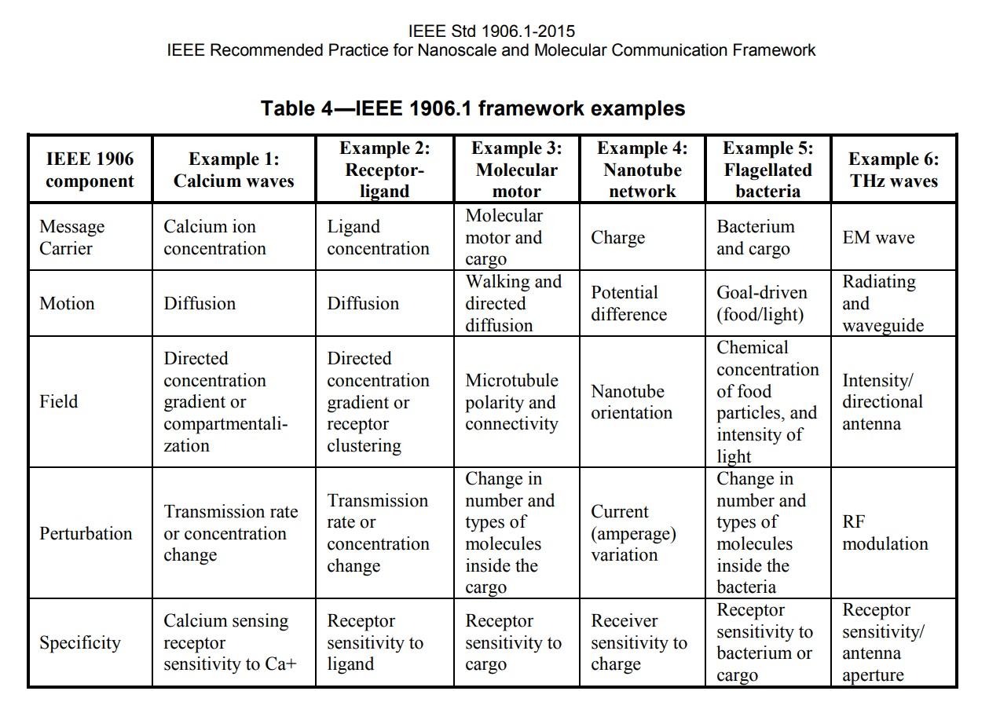 IEEE Std 1906.1-2015
IEEE Recommended Practice for Nanoscale and Molecular Communication Framework
Table 4—IEEE 1906.1 framework examples
IEEE 1906
component
Example 1:
Calcium waves
Example 2:
Receptor-
ligand
Example 3:
Molecular
motor
Example 4:
Nanotube
network
Example 5:
Flagellated
bacteria
Example 6:
THz waves
Message
Carrier
Calcium ion
concentration
Ligand
concentration
Molecular
motor and
cargo
Charge
Bacterium
and cargo
EM wave
Motion
Diffusion
Diffusion
Walking and
directed
diffusion
Potential
difference
Goal-driven
(food/light)
Radiating
and
waveguide
Field
Directed
concentration
gradient or
compartmentali-
zation
Directed
concentration
gradient or
receptor
clustering
Microtubule
polarity and
connectivity
Nanotube
orientation
Chemical
concentration
of food
particles, and
intensity of
light
Intensity/
directional
antenna
Perturbation
Transmission rate
or concentration
change
Transmission
rate or
concentration
change
Change in
number and
types of
molecules
inside the
cargo
Current
(amperage)
variation
Change in
number and
types of
molecules
inside the
bacteria
RF
modulation
Specificity
Calcium sensing
receptor
sensitivity to Ca+
Receptor
sensitivity to
ligand
Receptor
sensitivity to
cargo
Receiver
sensitivity to
charge
Receptor
sensitivity to
bacterium or
cargo
Receptor
sensitivity/
antenna
aperture